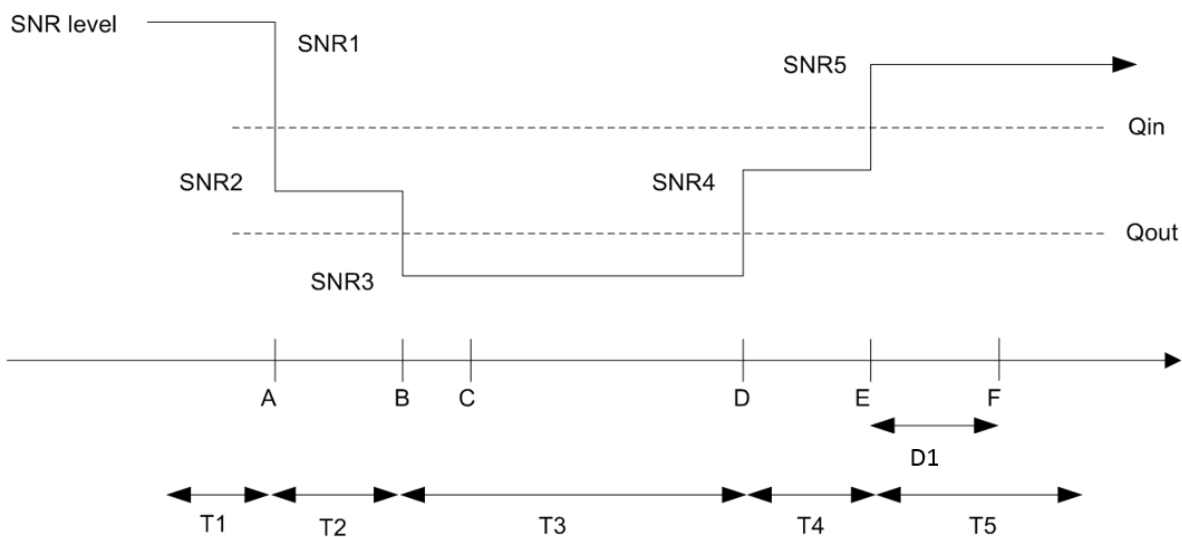 SNR level
SNR1
SNR5
Qin
SNR2
SNR4
Qout
SNR3
A B C D E F
D1
T1 T2 T3 T4 T5